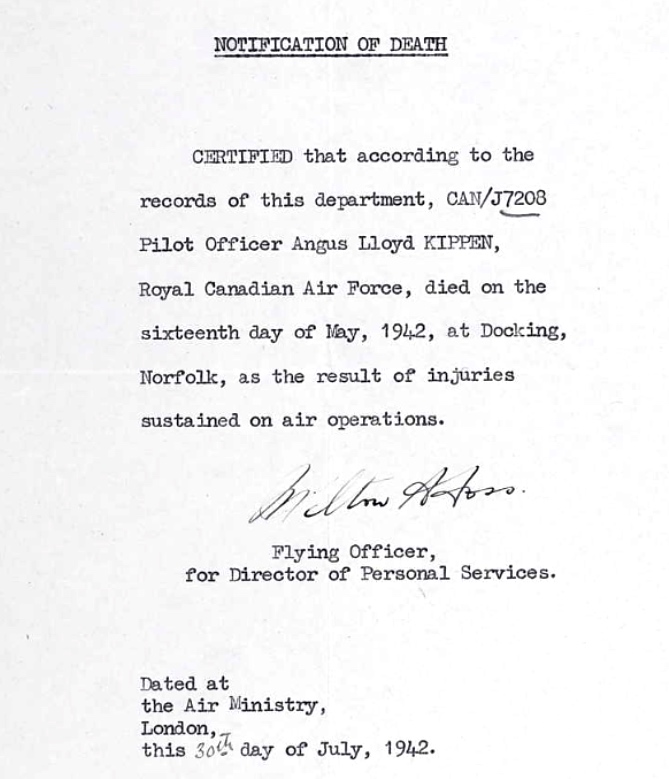 NOTIFICATION OF DEATH
CERTIFIED that according to the
records of this department, CAN/J7208
Pilot Officer Angus Lloyd KIPPEN,
Royal Canadian Air Force, died on the
sixteenth day of May, 1942, at Docking,
Norfolk, as the result of injuries
sustained on air operations.
Milton
Flying Officer,
for Director of Personal Services.
Dated at
the Air Ministry,
London,
this 30th day of July, 1942.